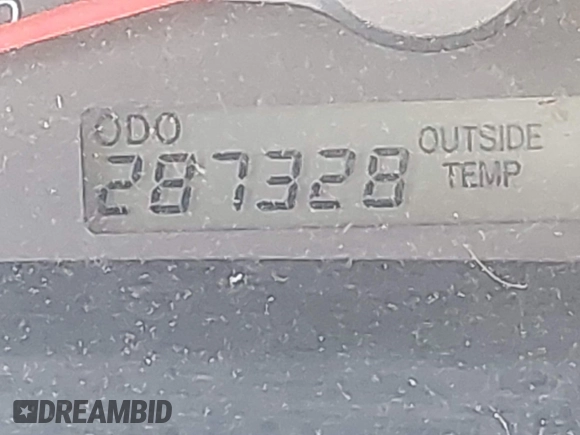 ODO
287328
OUTSIDE
TEMP
DREAMBID